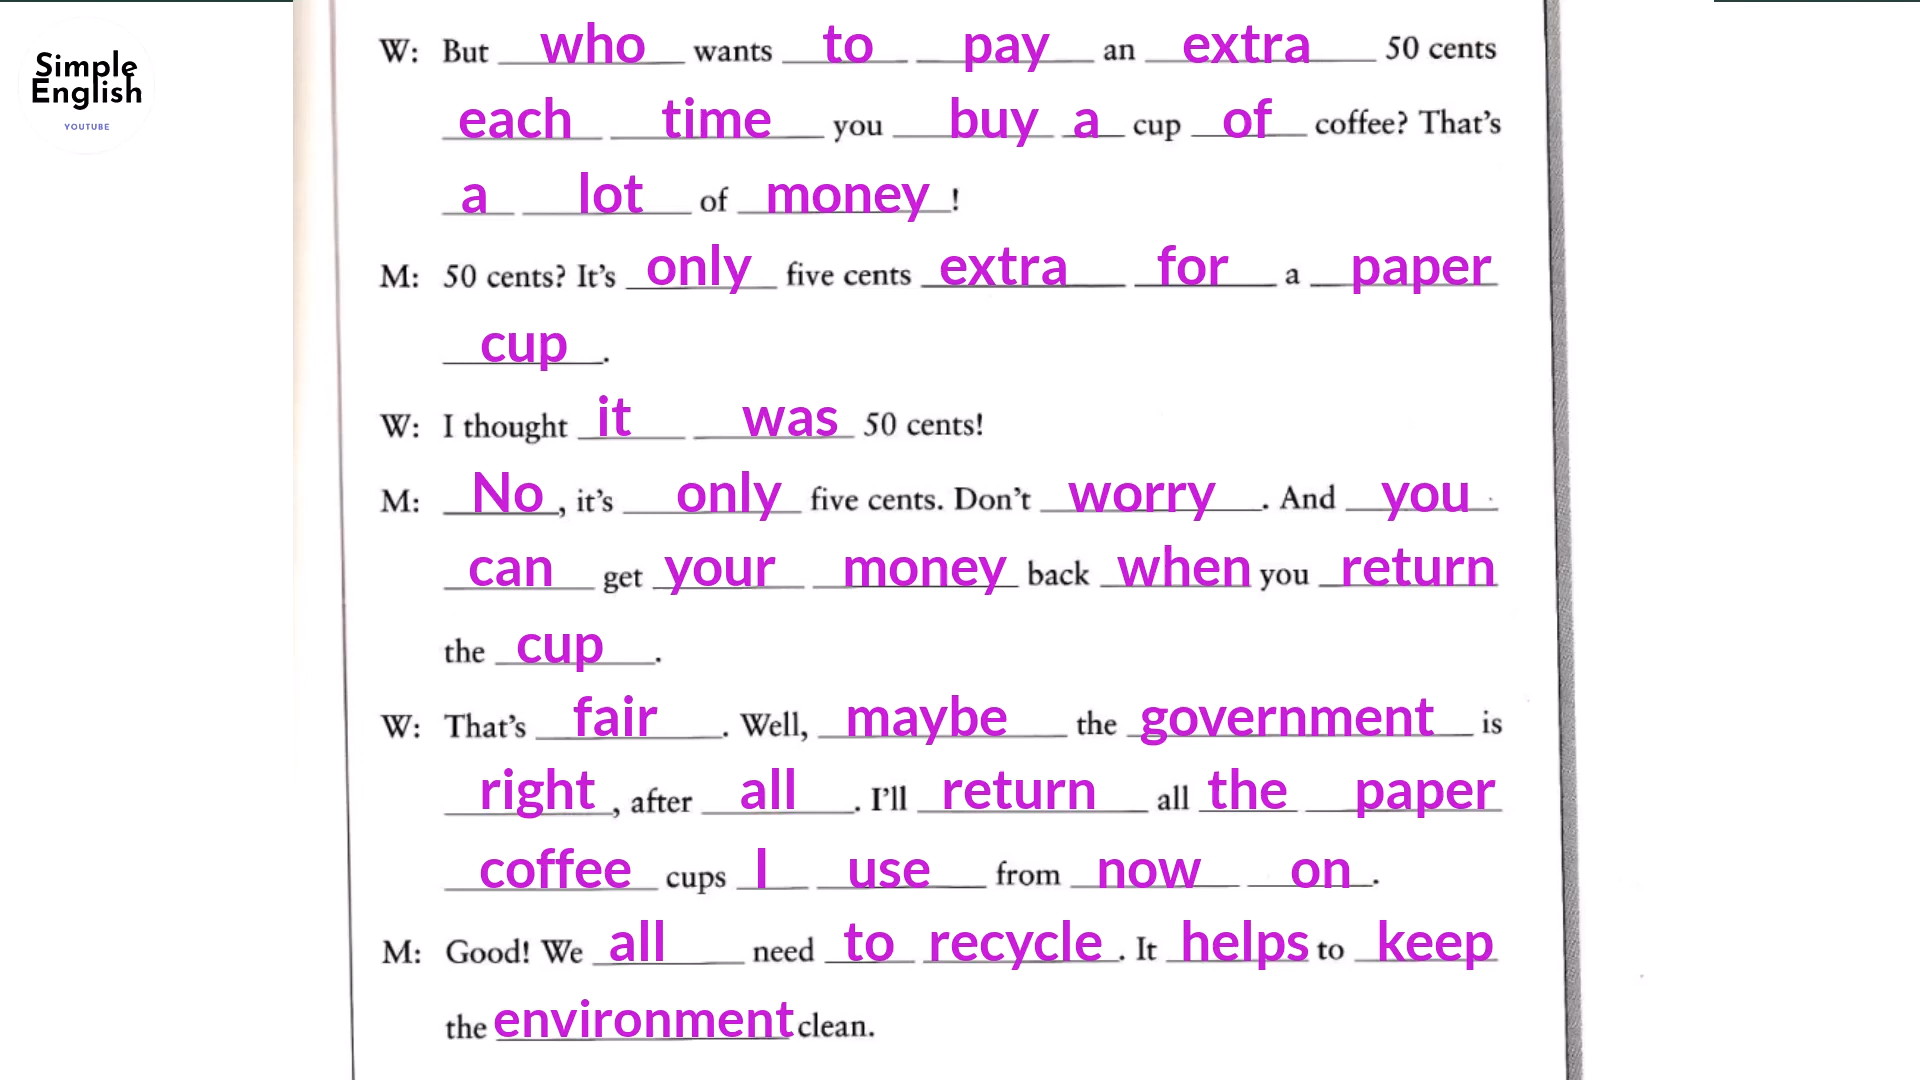 Simple
English
YOUTUBE
W: But who wants to pay an extra 50 cents
each time you buy a cup of coffee? That's
a lot of money!
M: 50 cents? It's only five cents extra for a paper
cup.
W: I thought it was 50 cents!
M: No, it's only five cents. Don't worry. And you
can get your money back when you return
the cup.
W: That's fair. Well, maybe the government is
right, after all. I'll return all the paper
coffee cups I use from now on.
M: Good! We all need to recycle. It helps to keep
the environment clean.